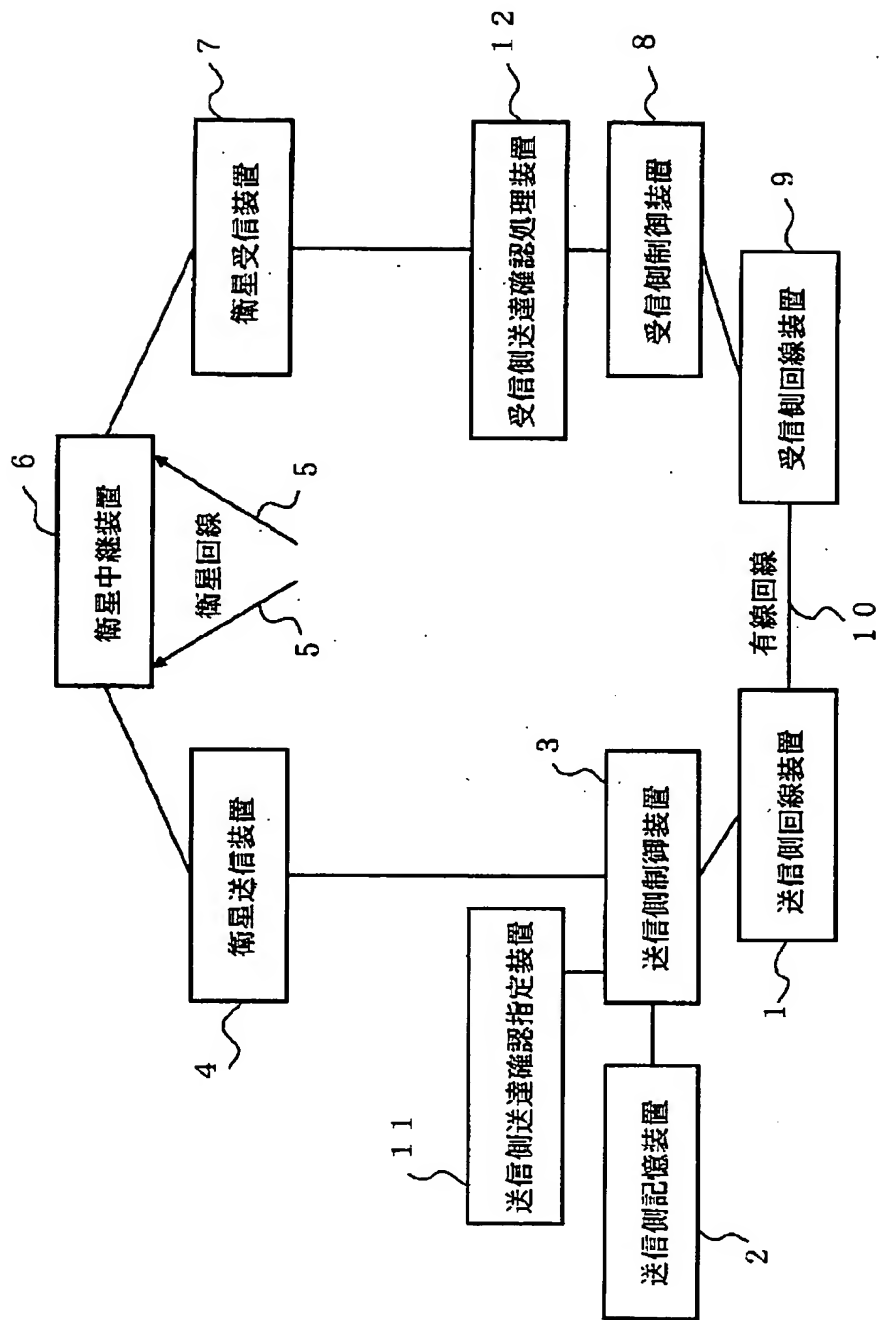 6
衛星中継装置
衛星回線
5
5
4
衛星送信装置
7
衛星受信装置
11
送信側送達確認指定装置
12
受信側送達確認処理装置
3
送信側制御装置
8
受信側制御装置
2
送信側記憶装置
1
送信側回線装置
有線回線
10
9
受信側回線装置